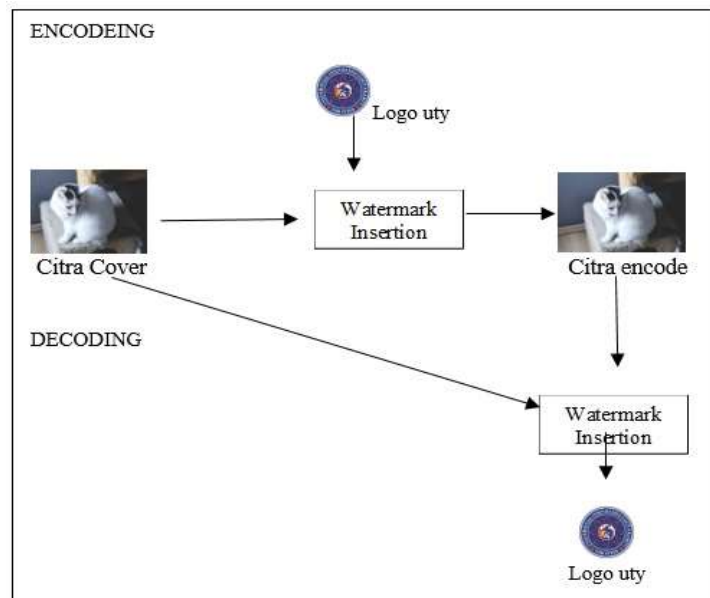 ENCODEING
Logo uty
Watermark
Insertion
Citra Cover
Citra encode
DECODING
Watermark
Insertion
Logo uty